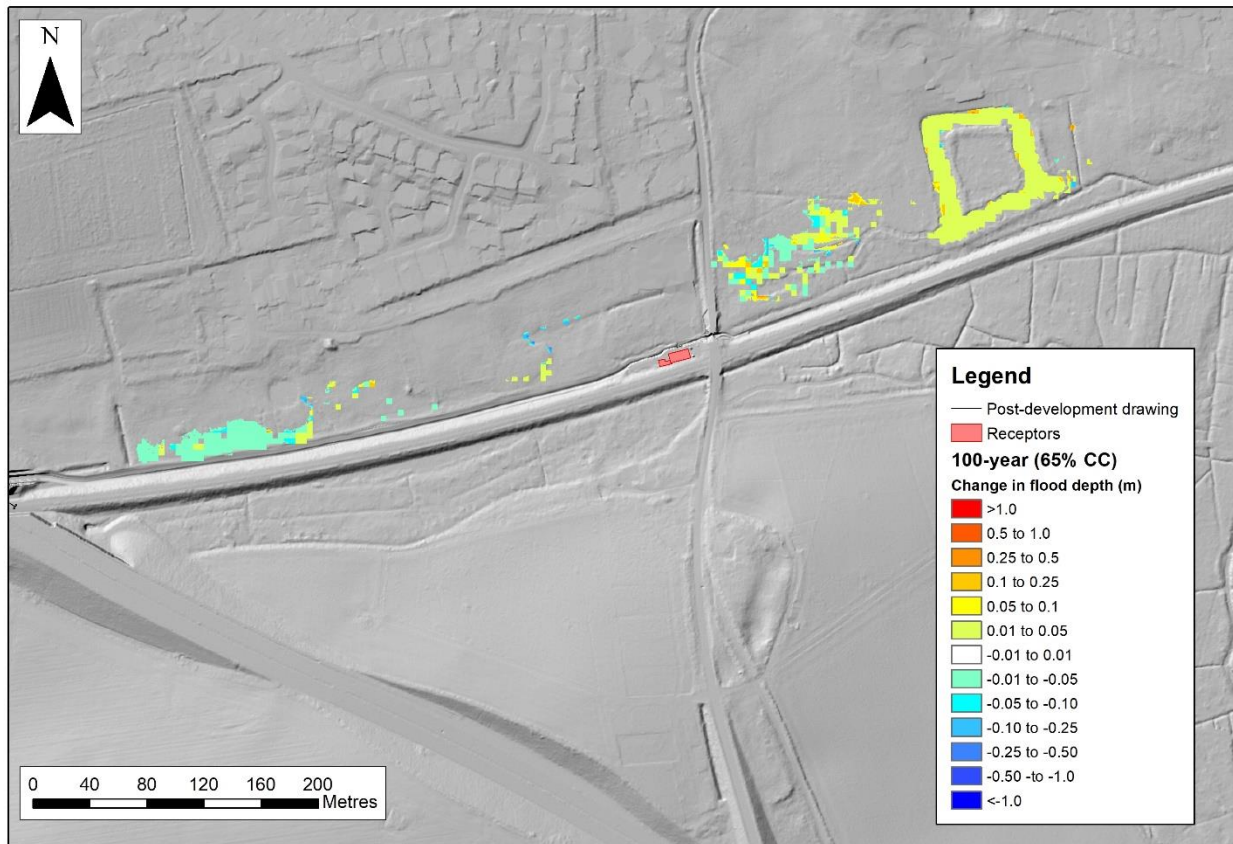 N
Legend
Post-development drawing
Receptors
100-year (65% CC)
Change in flood depth (m)
>1.0
0.5 to 1.0
0.25 to 0.5
0.1 to 0.25
0.05 to 0.1
0.01 to 0.05
-0.01 to 0.01
-0.01 to -0.05
-0.05 to -0.10
-0.10 to -0.25
-0.25 to -0.50
-0.50 -to -1.0
<-1.0
0 40 80 120 160 200
Metres